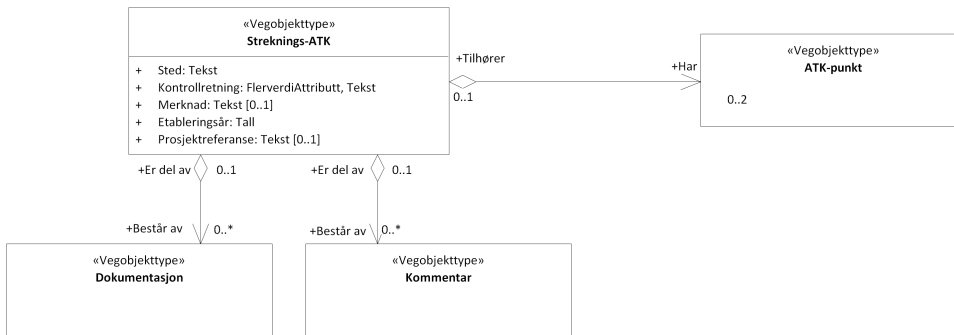 «Vegobjekttype»
Streknings-ATK
+ Sted: Tekst
+ Kontrollretning: FlerverdiAttributt, Tekst
+ Merknad: Tekst [0..1]
+ Etableringsår: Tall
+ Prosjektreferanse: Tekst [0..1]
+Tilhører
0..1
+Har
0..2
«Vegobjekttype»
ATK-punkt
+Er del av
0..1
+Er del av
0..1
+Består av
0..*
+Består av
0..*
«Vegobjekttype»
Dokumentasjon
«Vegobjekttype»
Kommentar